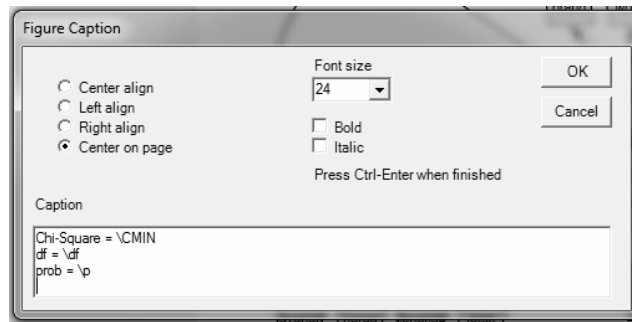 Figure Caption
Center align
Left align
Right align
Center on page
Font size
24
Bold
Italic
Press Ctrl-Enter when finished
OK
Cancel
Caption
Chi-Square = \CMIN
df = \df
prob = \p